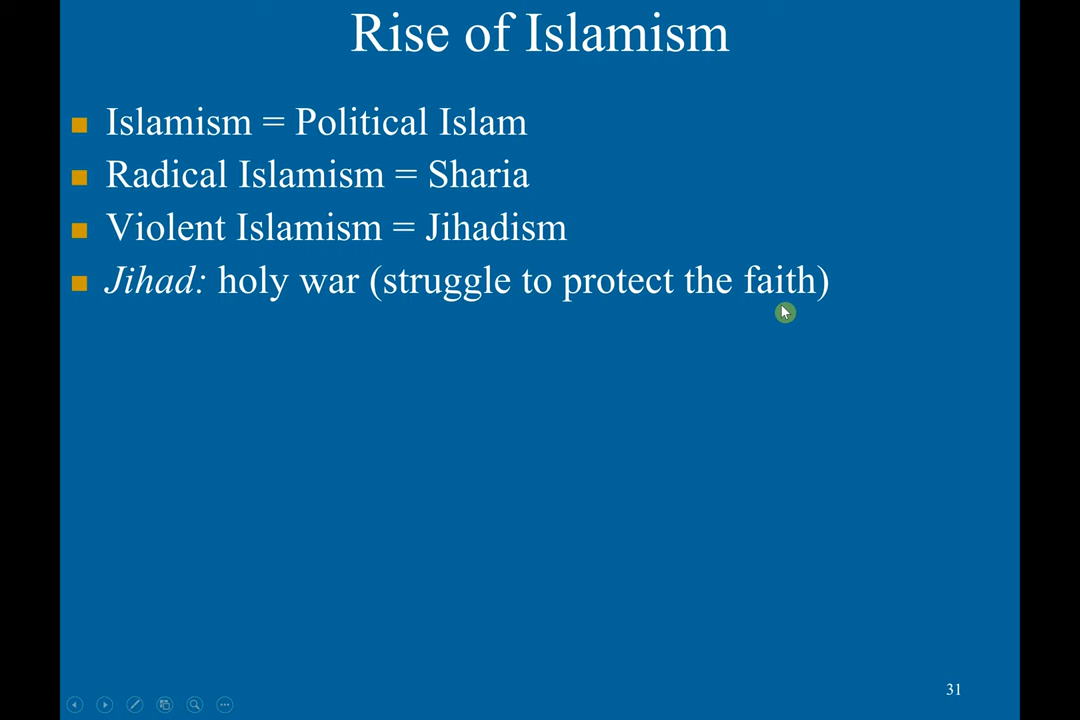 Rise of Islamism
Islamism = Political Islam
Radical Islamism = Sharia
Violent Islamism = Jihadism
Jihad: holy war (struggle to protect the faith)
31